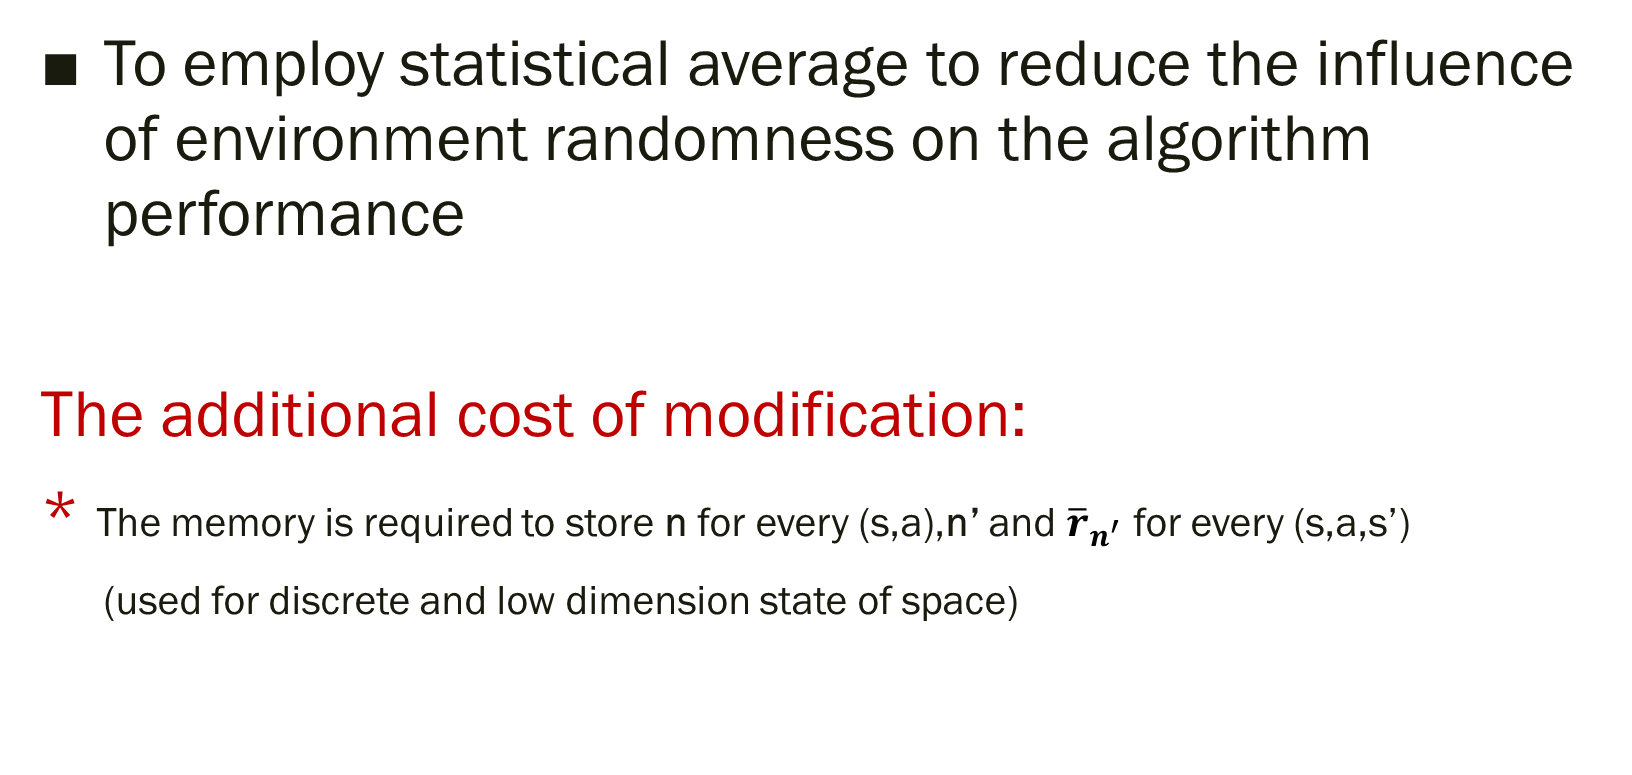 ■ To employ statistical average to reduce the influence
of environment randomness on the algorithm
performance
The additional cost of modification:
* The memory is required to store n for every (s,a),n’ and r̄ₙ′ for every (s,a,s’)
(used for discrete and low dimension state of space)